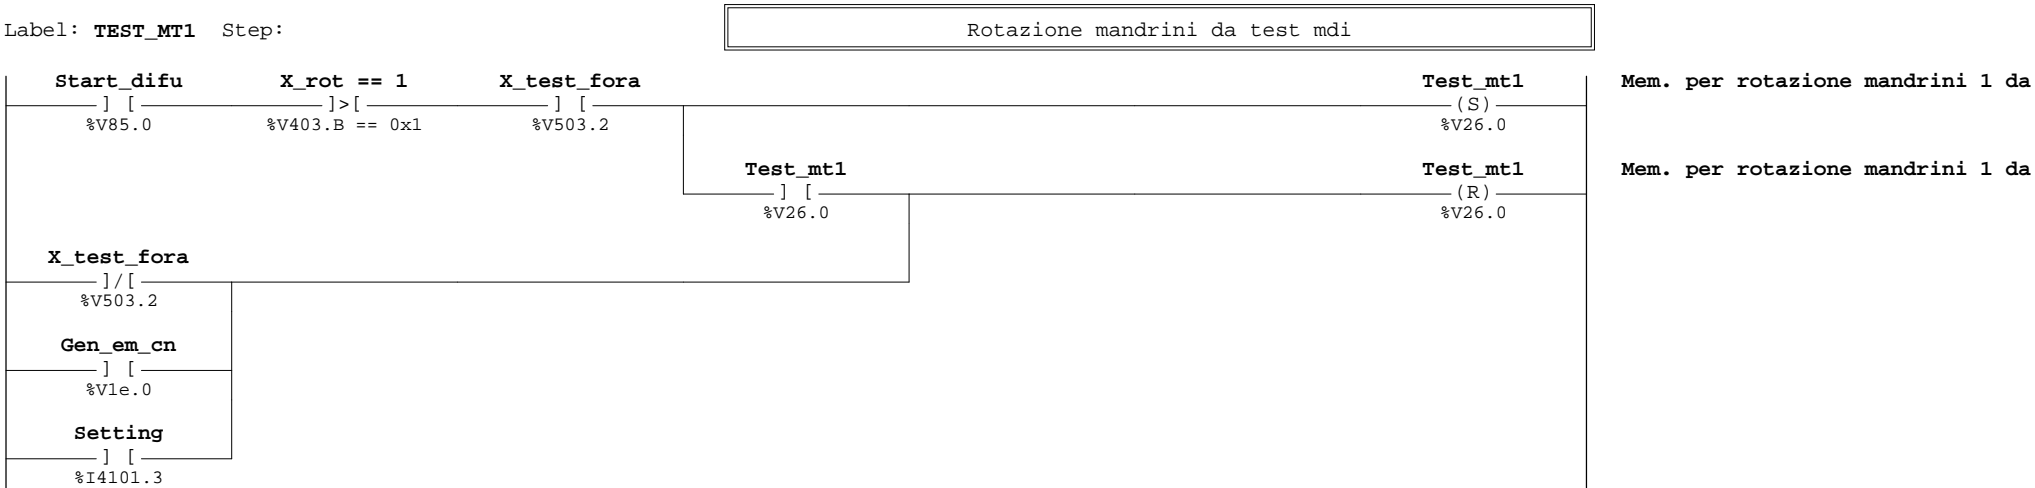 Label: TEST_MT1 Step:
Rotazione mandrini da test mdi
Start_difu X_rot == 1 X_test_fora Test_mt1 Mem. per rotazione mandrini 1 da
] [ ]>[ ] [ (S)
%V85.0 %V403.B == 0x1 %V503.2 %V26.0
Test_mt1 Test_mt1 Mem. per rotazione mandrini 1 da
] [ (R)
%V26.0 %V26.0
X_test_fora
]/[
%V503.2
Gen_em_cn
] [
%V1e.0
Setting
] [
%I4101.3